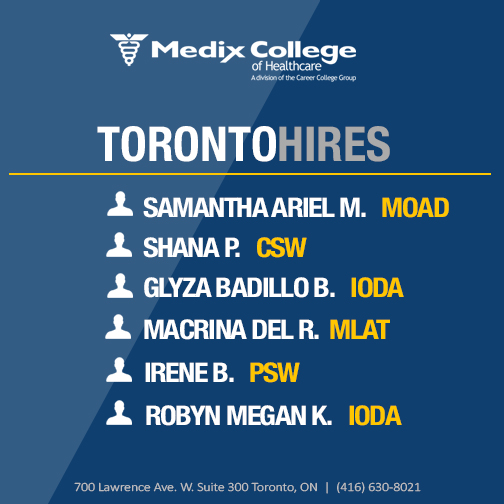 Medix College
of Healthcare
A division of the Career College Group
TORONTOHIRES
SAMANTHA ARIEL M. MOAD
SHANA P. CSW
GLYZA BADILLO B. IODA
MACRINA DEL R. MLAT
IRENE B. PSW
ROBYN MEGAN K. IODA
700 Lawrence Ave. W. Suite 300 Toronto, ON | (416) 630-8021